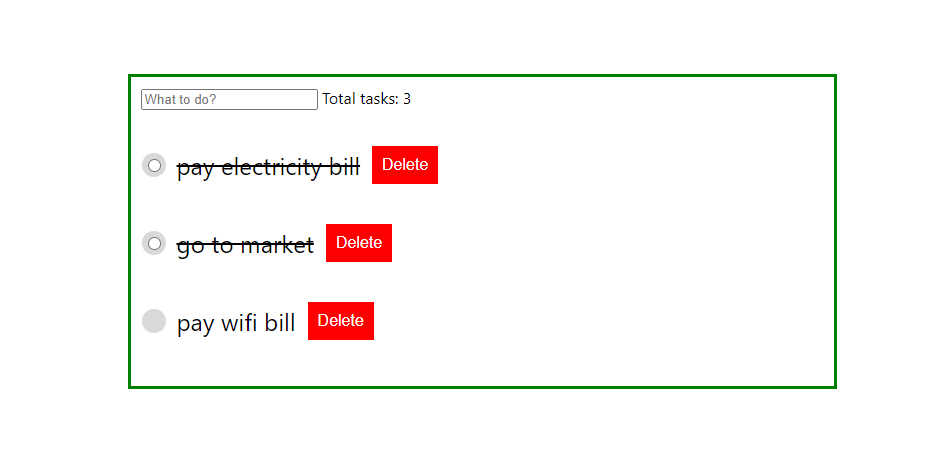 What to do? Total tasks: 3
pay electricity bill Delete
go to market Delete
pay wifi bill Delete